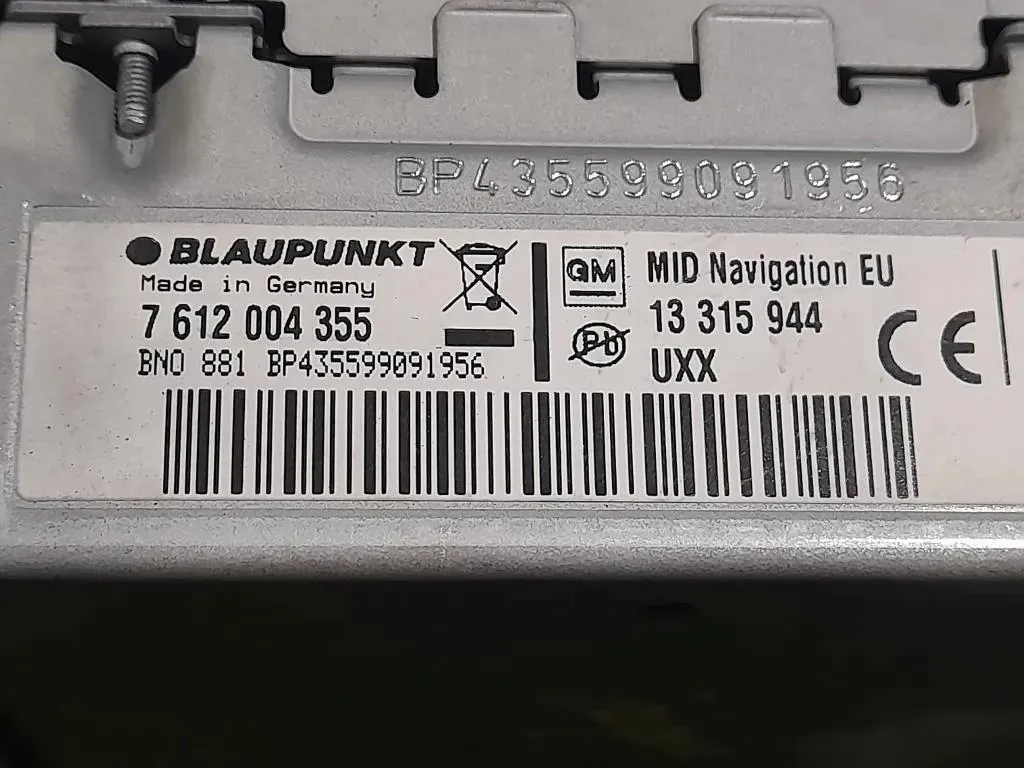 BP435599091956
BLAUPUNKT
Made in Germany
7 612 004 355
BNO 881 BP435599091956
GM
Pb
MID Navigation EU
13 315 944
UXX
CE